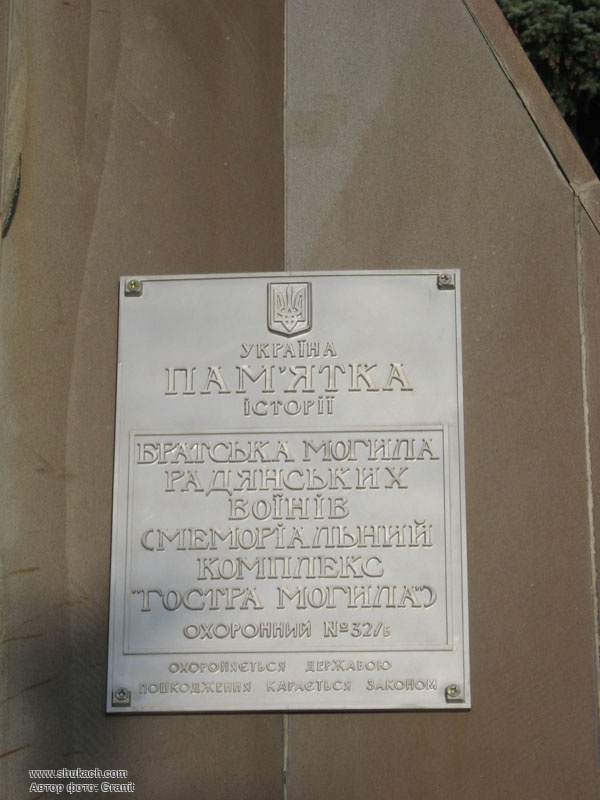 УКРАЇНА
ПАМ'ЯТКА
ІСТОРІЇ
БРАТСЬКА МОГИЛА
РАДЯНСЬКИХ
ВОЇНІВ
(МЕМОРІАЛЬНИЙ
КОМПЛЕКС
"ГОСТРА МОГИЛА")
ОХОРОННИЙ №32/в
ОХОРОНЯЄТЬСЯ ДЕРЖАВОЮ
ПОШКОДЖЕННЯ КАРАЄТЬСЯ ЗАКОНОМ
www.shukach.com
Автор фото: Granit